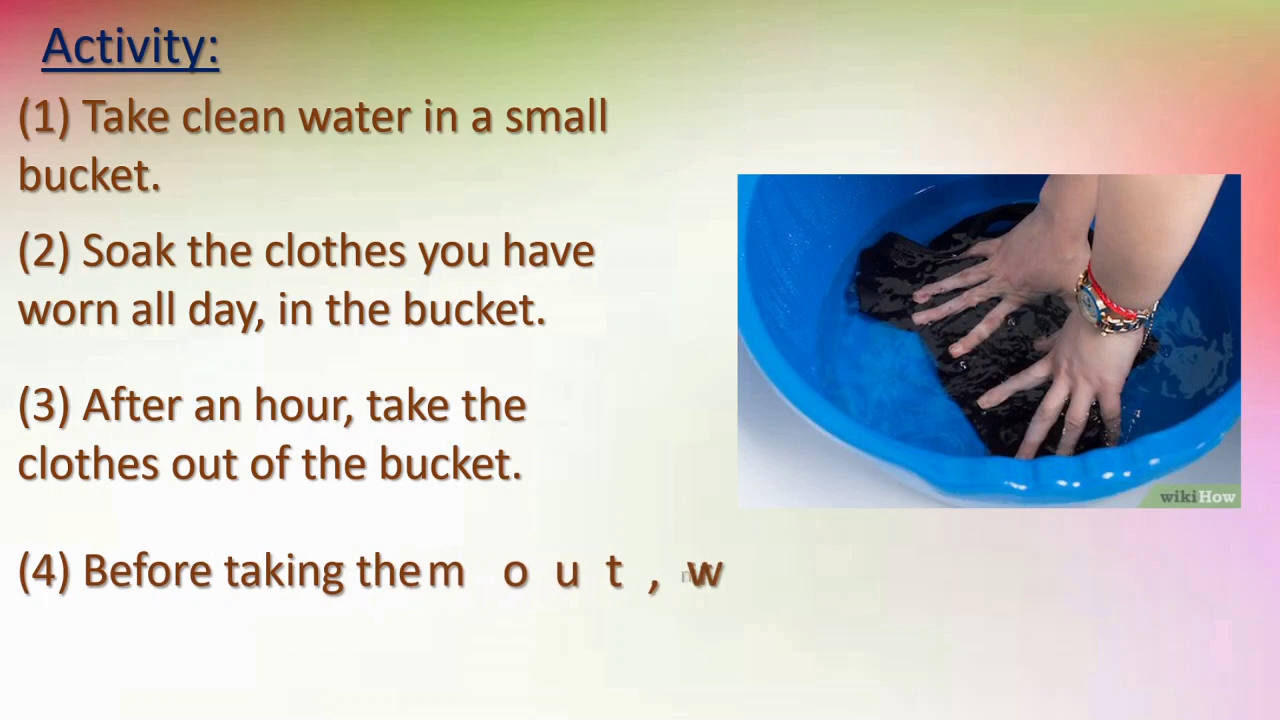 Activity:
(1) Take clean water in a small
bucket.
(2) Soak the clothes you have
worn all day, in the bucket.
(3) After an hour, take the
clothes out of the bucket.
(4) Before taking them out, w
wikiHow